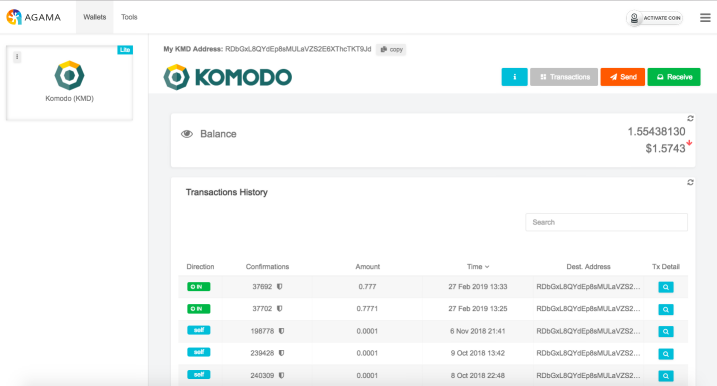 AGAMA
Wallets
Tools
ACTIVATE COIN
Lite
Komodo (KMD)
My KMD Address: RDbGxL8QYdEp8sMULaVZS2E6XThcTKT9Jd
copy
KOMODO
i
Transactions
Send
Receive
Balance
1.55438130
$1.5743
Transactions History
Search
Direction Confirmations Amount Time Dest. Address Tx Detail
IN 37692 0.777 27 Feb 2019 13:33 RDbGxL8QYdEp8sMULaVZS2...
IN 37702 0.7771 27 Feb 2019 13:25 RDbGxL8QYdEp8sMULaVZS2...
self 198778 0.0001 6 Nov 2018 21:41 RDbGxL8QYdEp8sMULaVZS2...
self 239428 0.0001 9 Oct 2018 13:42 RDbGxL8QYdEp8sMULaVZS2...
self 240309 0.0001 8 Oct 2018 22:48 RDbGxL8QYdEp8sMULaVZS2...